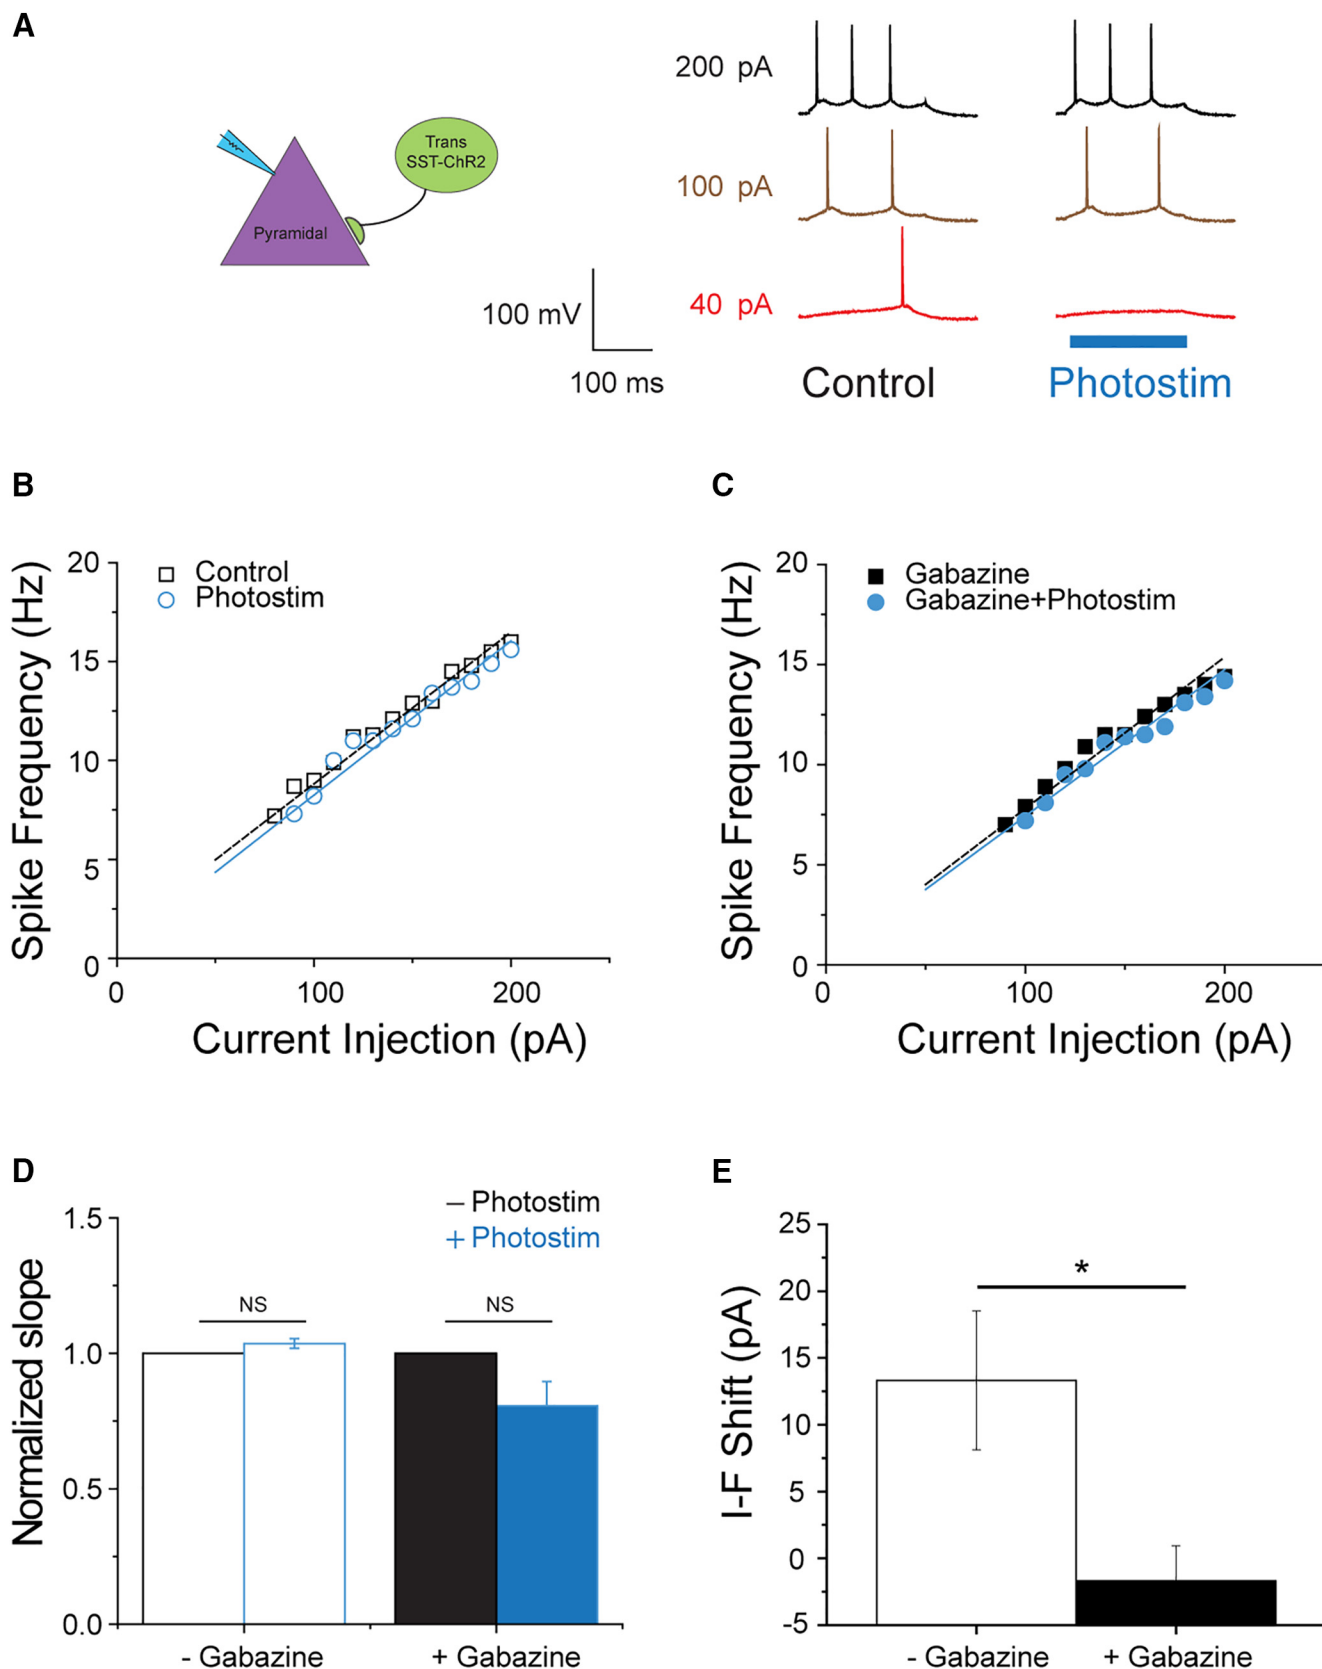 A
Trans
SST-ChR2
Pyramidal
100 mV
100 ms
200 pA
100 pA
40 pA
Control
Photostim
B
Spike Frequency (Hz)
20
15
10
5
0
Control
Photostim
0
100
200
Current Injection (pA)
C
Spike Frequency (Hz)
20
15
10
5
0
Gabazine
Gabazine+Photostim
0
100
200
Current Injection (pA)
D
Normalized slope
1.5
1.0
0.5
0.0
– Photostim
+ Photostim
NS
NS
- Gabazine
+ Gabazine
E
I-F Shift (pA)
25
20
15
10
5
0
-5
*
- Gabazine
+ Gabazine